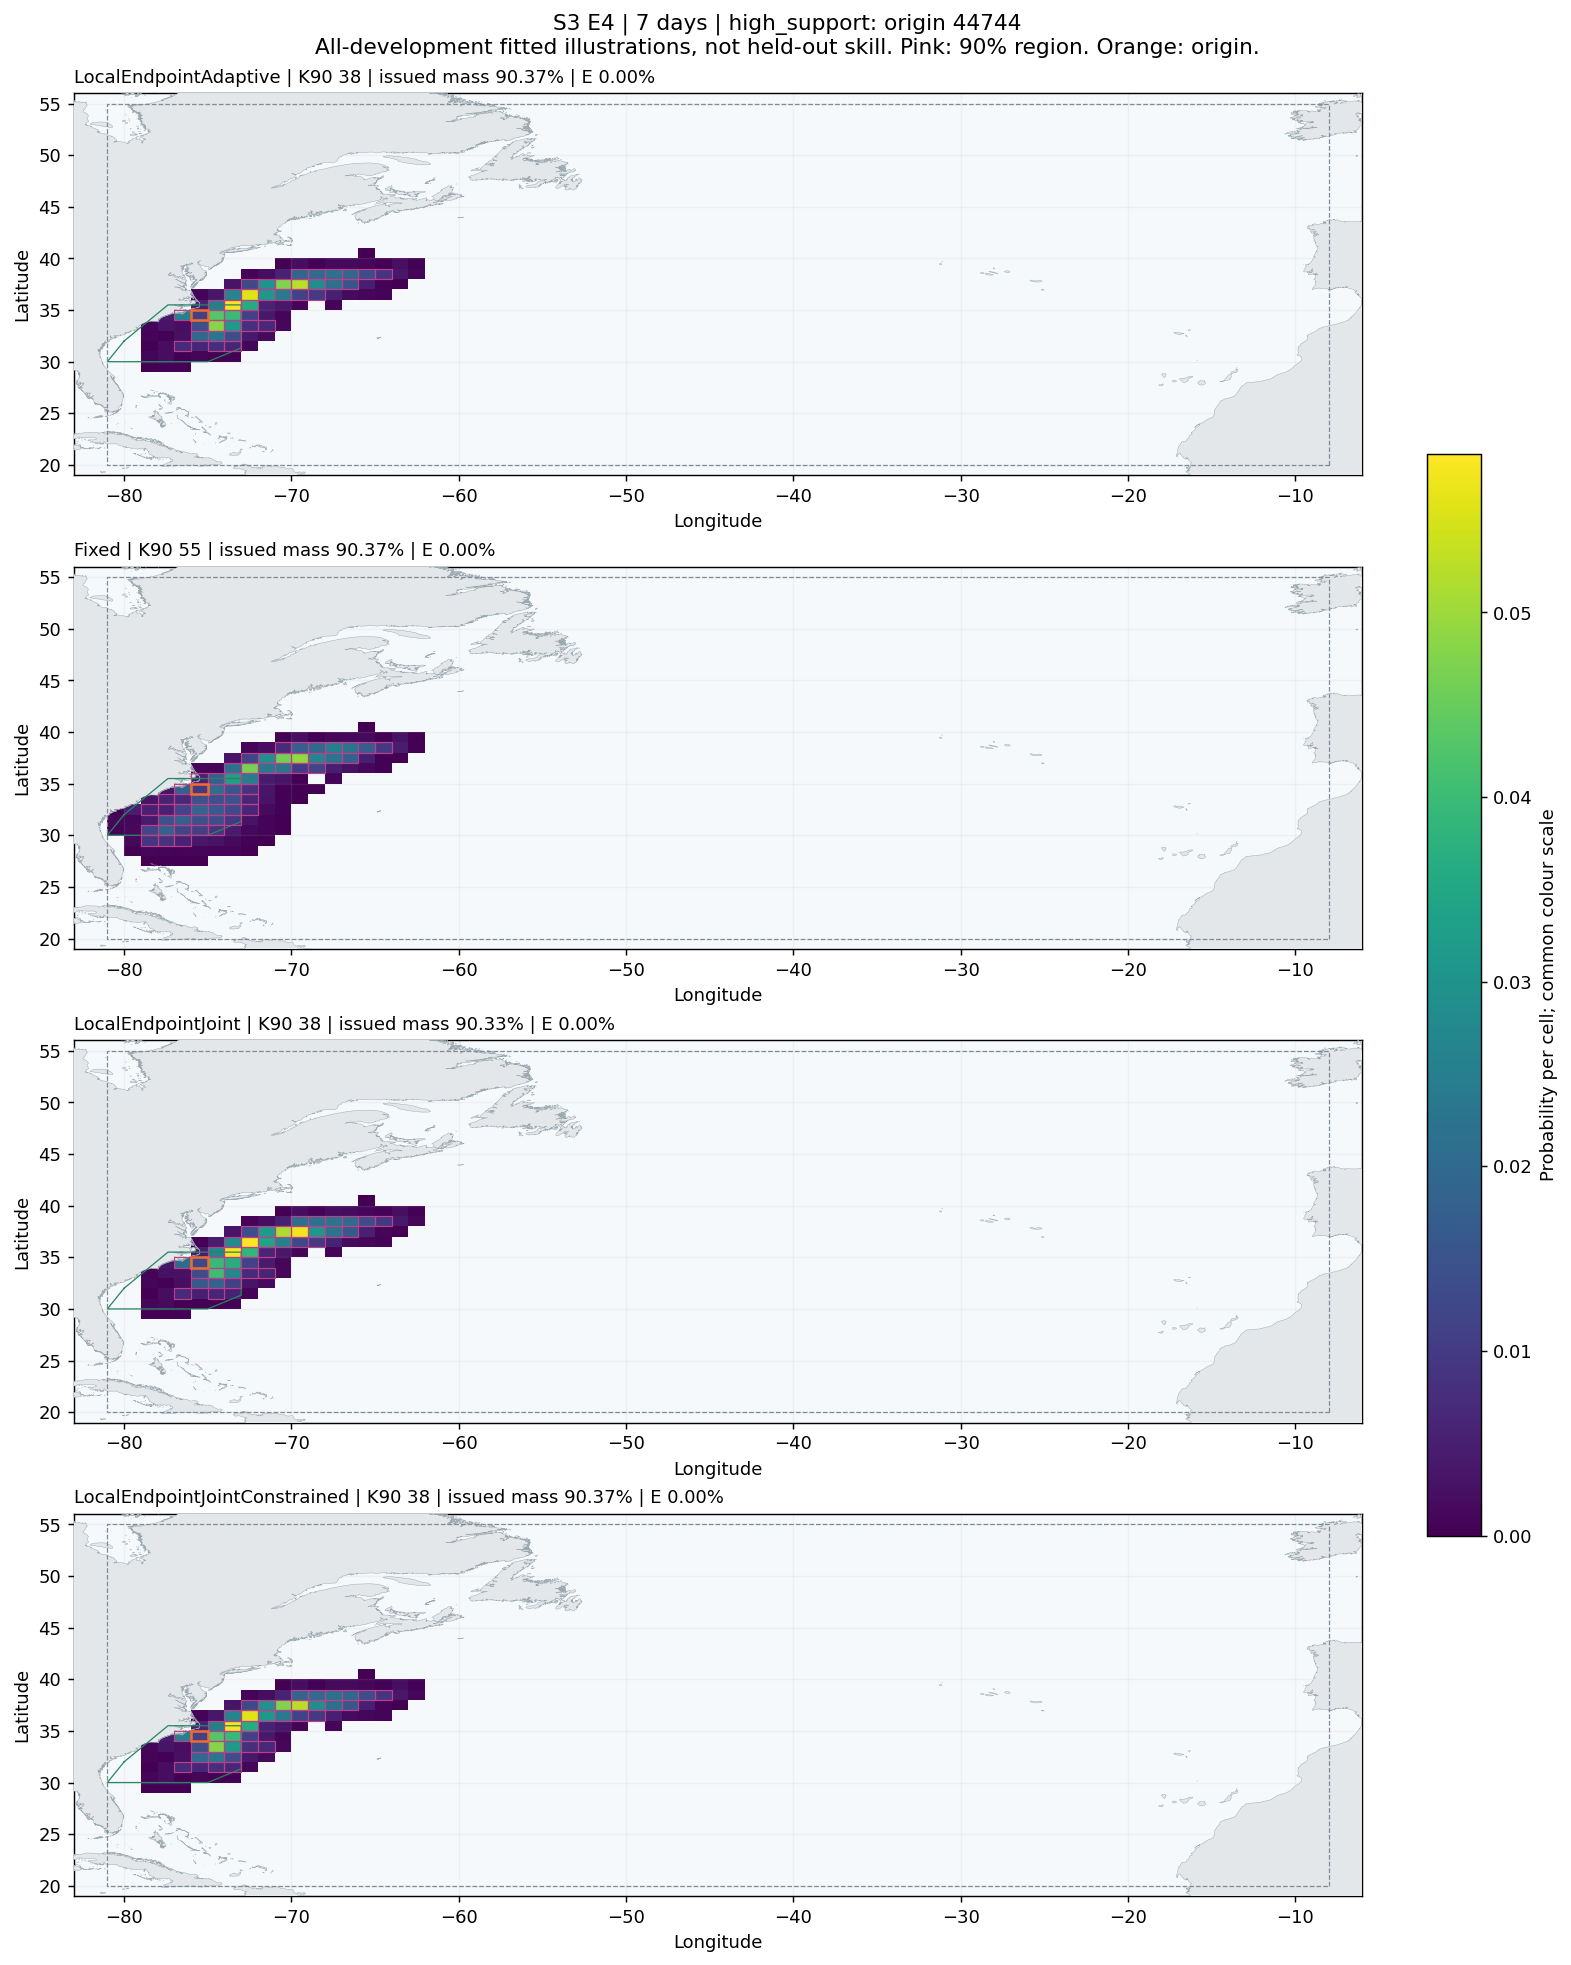 S3 E4 | 7 days | high_support: origin 44744
All-development fitted illustrations, not held-out skill. Pink: 90% region. Orange: origin.
LocalEndpointAdaptive | K90 38 | issued mass 90.37% | E 0.00%
55
50
45
40
35
30
25
20
Latitude
−80 −70 −60 −50 −40 −30 −20 −10
Longitude
Fixed | K90 55 | issued mass 90.37% | E 0.00%
55
50
45
40
35
30
25
20
Latitude
−80 −70 −60 −50 −40 −30 −20 −10
Longitude
LocalEndpointJoint | K90 38 | issued mass 90.33% | E 0.00%
55
50
45
40
35
30
25
20
Latitude
−80 −70 −60 −50 −40 −30 −20 −10
Longitude
LocalEndpointJointConstrained | K90 38 | issued mass 90.37% | E 0.00%
55
50
45
40
35
30
25
20
Latitude
−80 −70 −60 −50 −40 −30 −20 −10
Longitude
0.05
0.04
0.03
0.02
0.01
0.00
Probability per cell; common colour scale